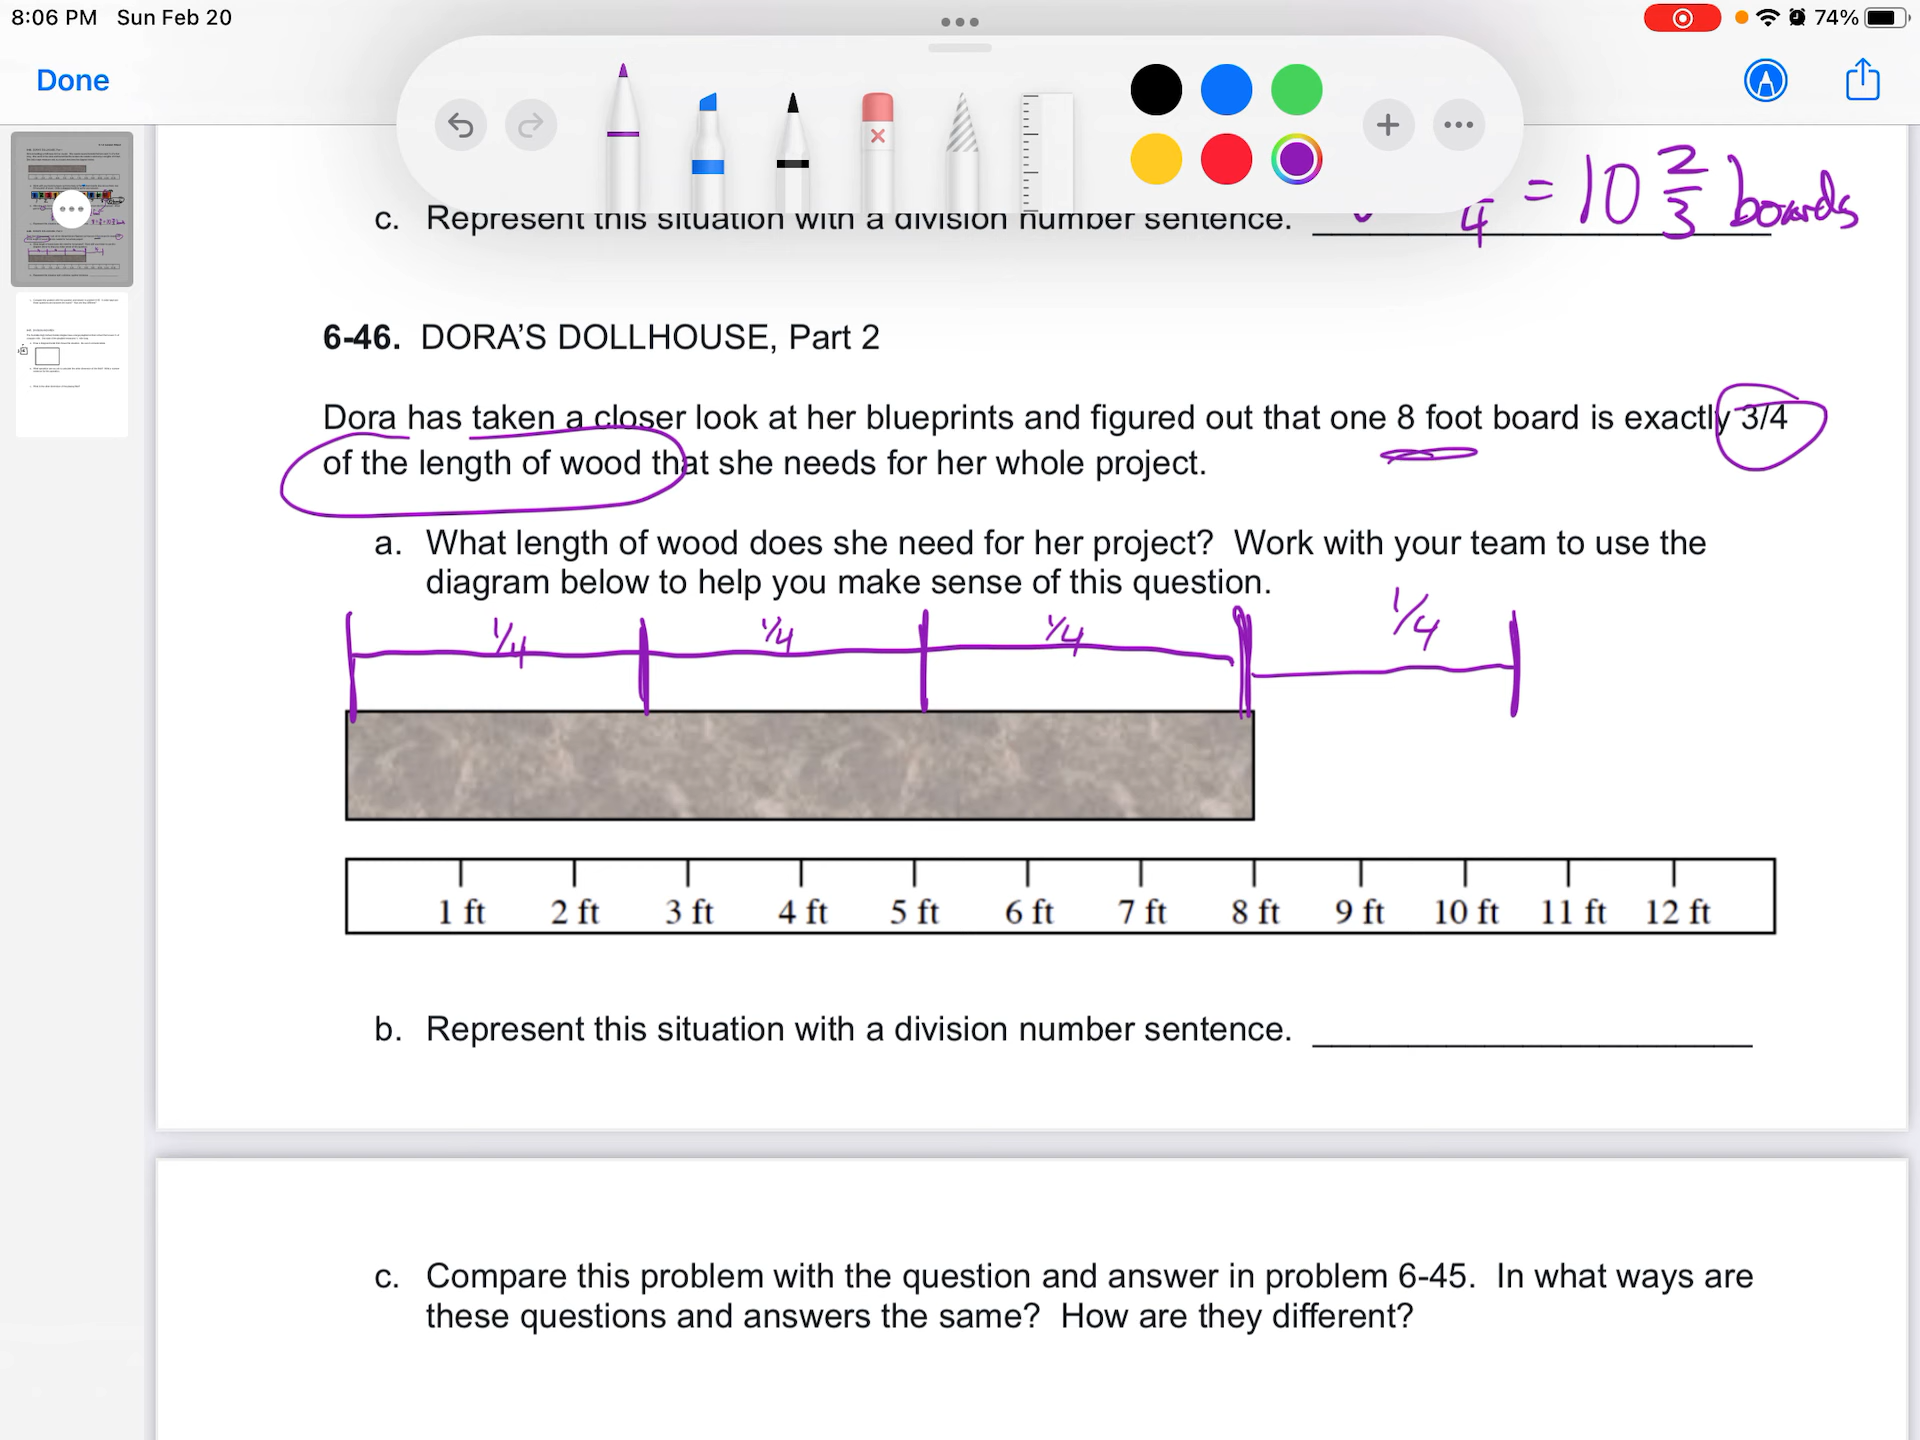 8:06 PM Sun Feb 20
74%
Done
c. Represent this situation with a division number sentence.
4 = 10 2/3 boards
6-46. DORA'S DOLLHOUSE, Part 2
Dora has taken a closer look at her blueprints and figured out that one 8 foot board is exactly 3/4
of the length of wood that she needs for her whole project.
a. What length of wood does she need for her project? Work with your team to use the
diagram below to help you make sense of this question.
1/4 1/4 1/4 1/4
1 ft 2 ft 3 ft 4 ft 5 ft 6 ft 7 ft 8 ft 9 ft 10 ft 11 ft 12 ft
b. Represent this situation with a division number sentence.
c. Compare this problem with the question and answer in problem 6-45. In what ways are
these questions and answers the same? How are they different?